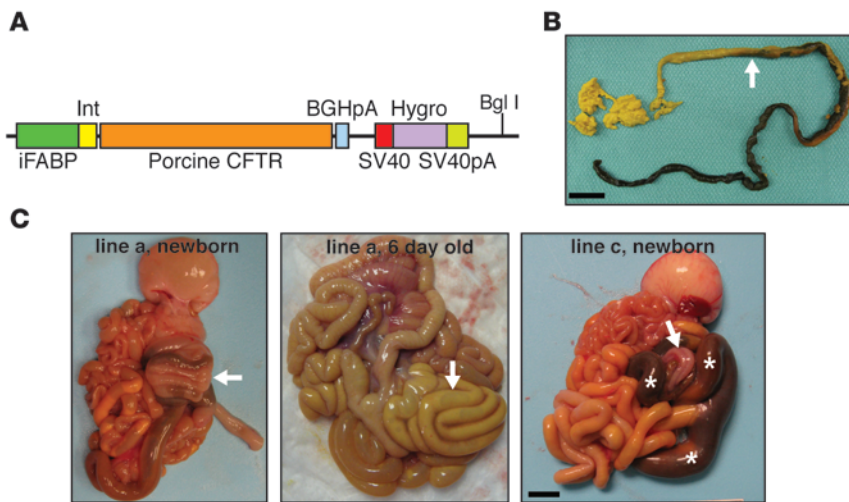 A
Int
BGHpA
Hygro
Bgl I
iFABP
Porcine CFTR
SV40
SV40pA
B
C
line a, newborn
line a, 6 day old
line c, newborn
*
*
*